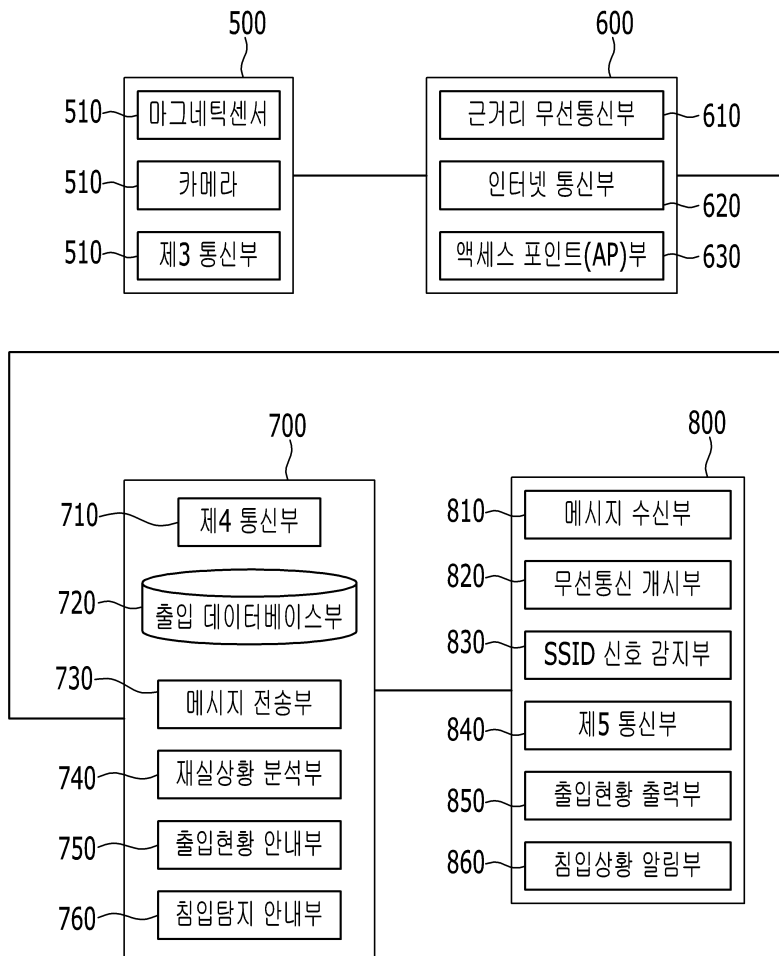 500
510 마그네틱센서
510 카메라
510 제3 통신부
600
근거리 무선통신부 610
인터넷 통신부 620
액세스 포인트(AP)부 630
700
710 제4 통신부
720 출입 데이터베이스부
730 메시지 전송부
740 재실상황 분석부
750 출입현황 안내부
760 침입탐지 안내부
800
810 메시지 수신부
820 무선통신 개시부
830 SSID 신호 감지부
840 제5 통신부
850 출입현황 출력부
860 침입상황 알림부